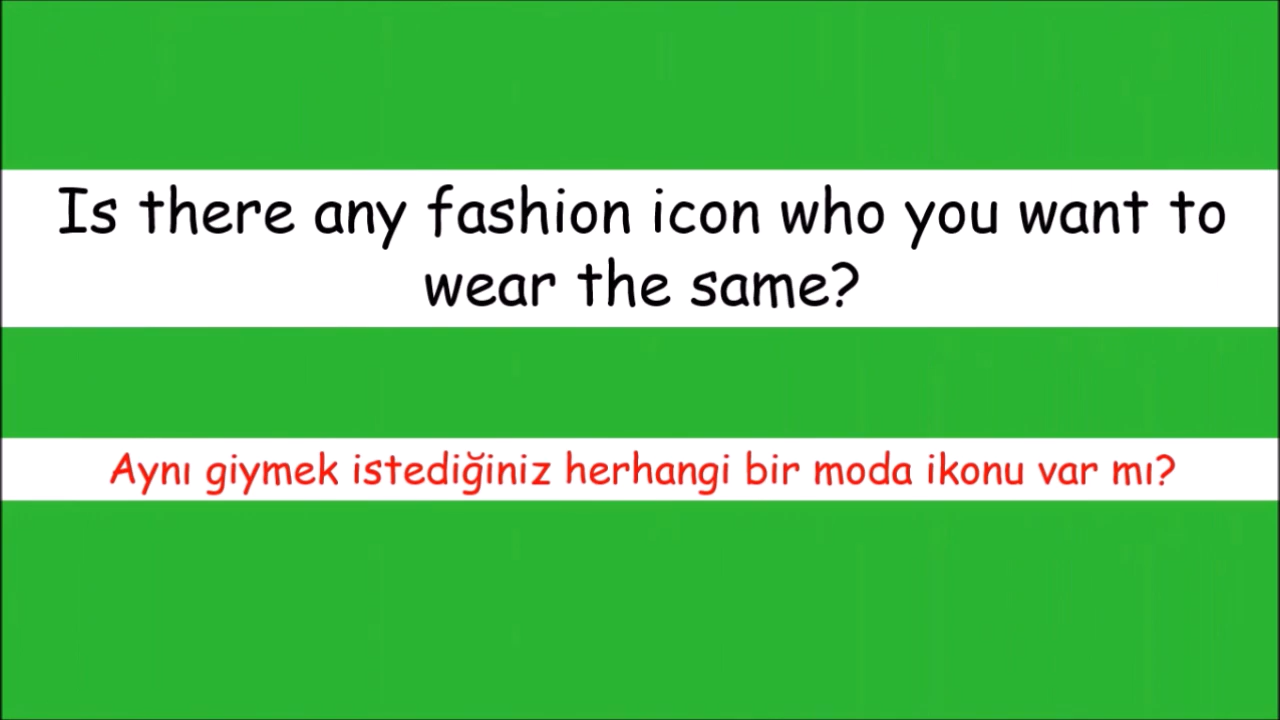 Is there any fashion icon who you want to
wear the same?
Aynı giymek istediğiniz herhangi bir moda ikonu var mı?